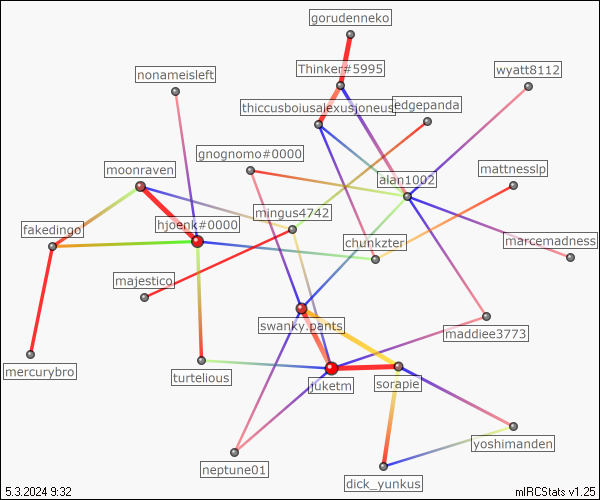 gorudenneko
Thinker#5995
nonameisleft
wyatt8112
thiccusboiusalexusjoneus
edgepanda
gnognomo#0000
moonraven
alan1002
mattnesslp
mingus4742
hjoenk#0000
fakedingo
chunkzter
marcemadness
majestico
swanky.pants
maddiee3773
mercurybro
turtelious
juketm
sorapie
yoshimanden
neptune01
dick_yunkus
5.3.2024 9:32
mIRCStats v1.25